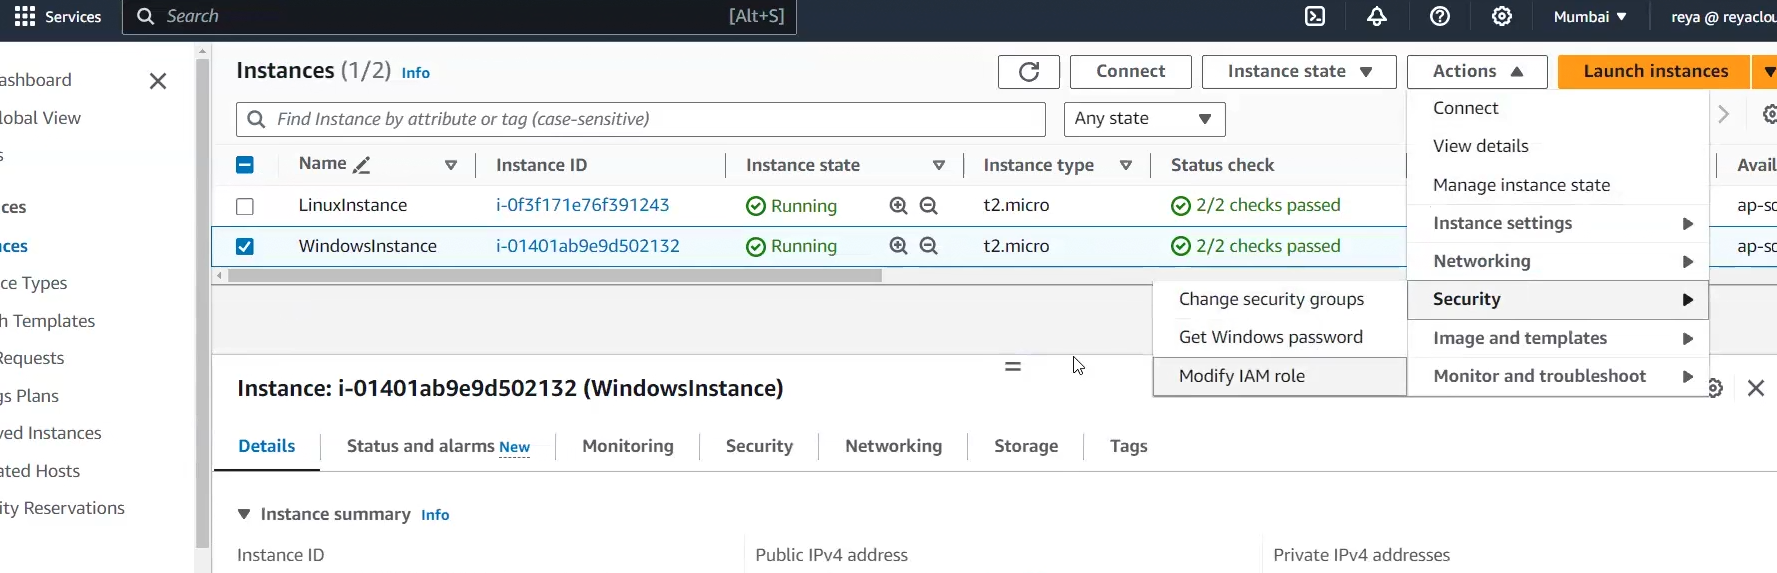 Services
Search
[Alt+S]
Mumbai
reya @ reyaclou
ashboard
lobal View
s
ces
ces
ce Types
h Templates
Requests
gs Plans
ved Instances
ated Hosts
ity Reservations
Instances (1/2) Info
Connect
Instance state
Actions
Launch instances
Find Instance by attribute or tag (case-sensitive)
Any state
Name Instance ID Instance state Instance type Status check Avail
LinuxInstance i-0f3f171e76f391243 Running t2.micro 2/2 checks passed ap-so
WindowsInstance i-01401ab9e9d502132 Running t2.micro 2/2 checks passed ap-so
Connect
View details
Manage instance state
Instance settings
Networking
Security
Image and templates
Monitor and troubleshoot
Change security groups
Get Windows password
Modify IAM role
Instance: i-01401ab9e9d502132 (WindowsInstance)
Details Status and alarms New Monitoring Security Networking Storage Tags
Instance summary Info
Instance ID Public IPv4 address Private IPv4 addresses